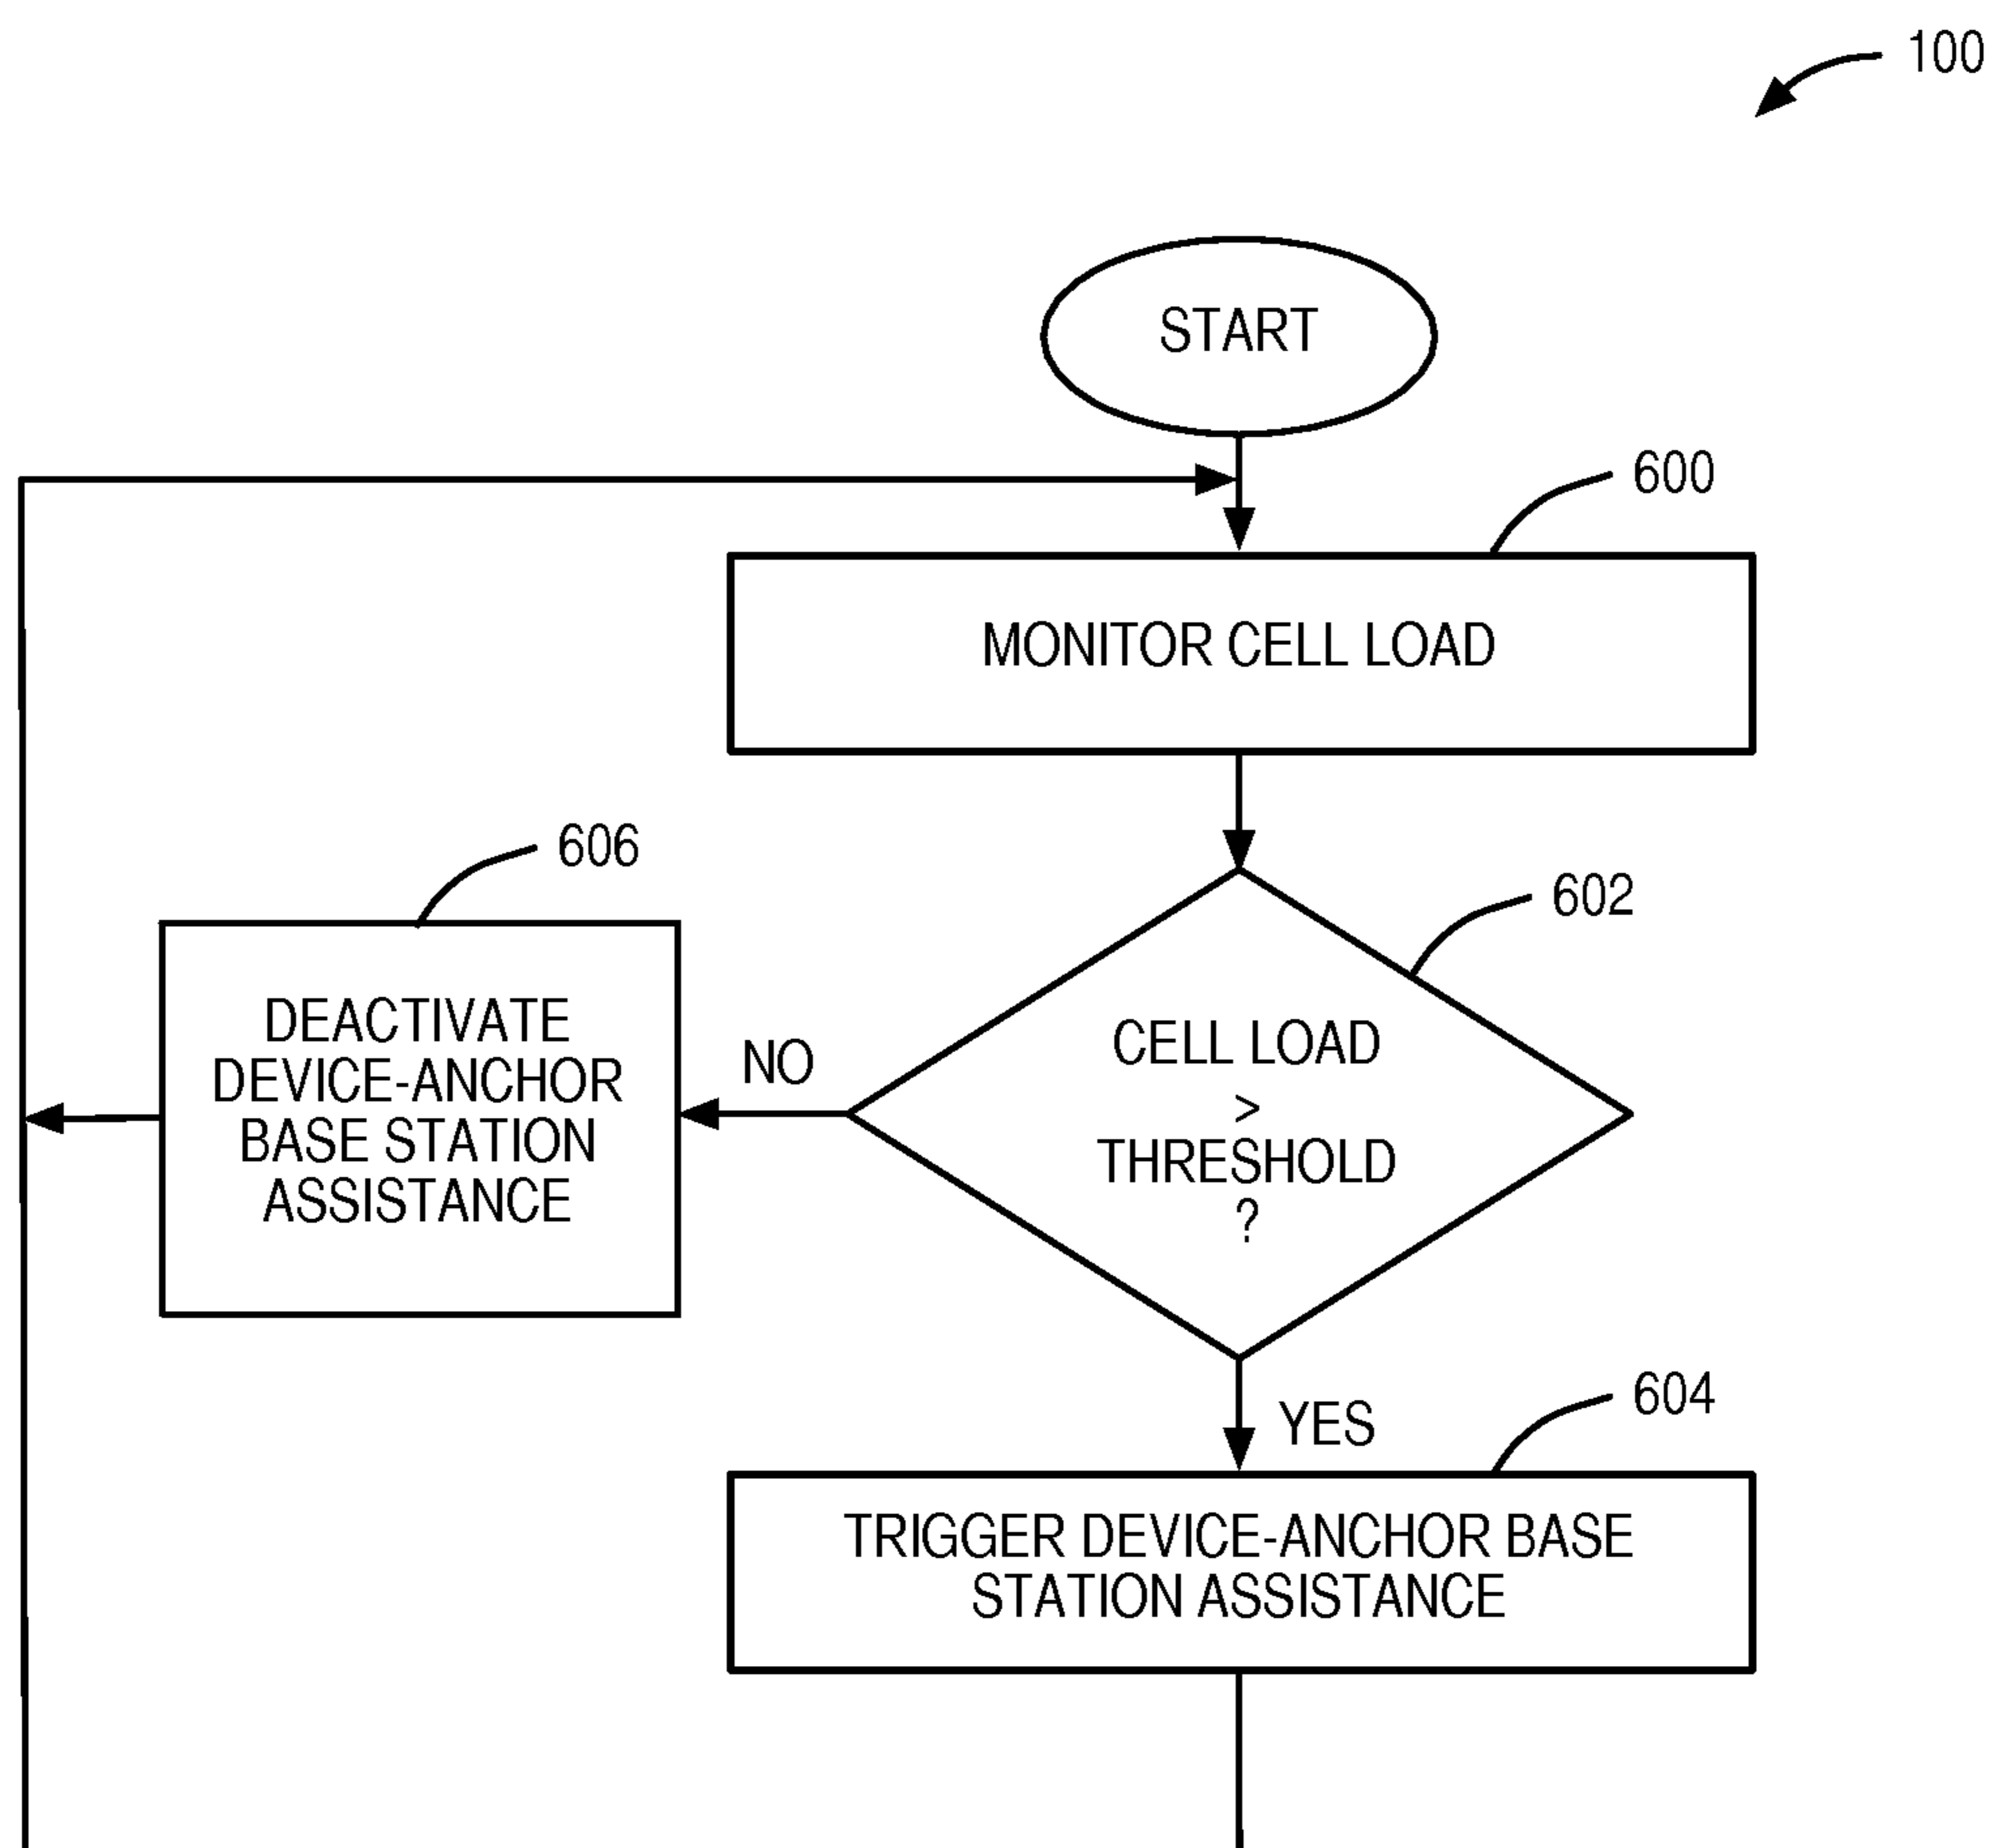 100
START
600
MONITOR CELL LOAD
606
602
DEACTIVATE
DEVICE-ANCHOR
BASE STATION
ASSISTANCE
NO
CELL LOAD
>
THRESHOLD
?
YES
604
TRIGGER DEVICE-ANCHOR BASE
STATION ASSISTANCE